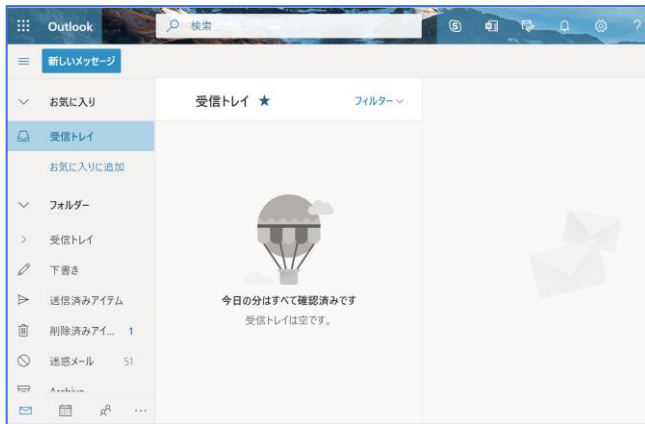 Outlook
検索
新しいメッセージ
お気に入り
受信トレイ
お気に入りに追加
フォルダー
受信トレイ
下書き
送信済みアイテム
削除済みアイ... 1
迷惑メール 51
Archive
受信トレイ ★
フィルター
今日の分はすべて確認済みです
受信トレイは空です。